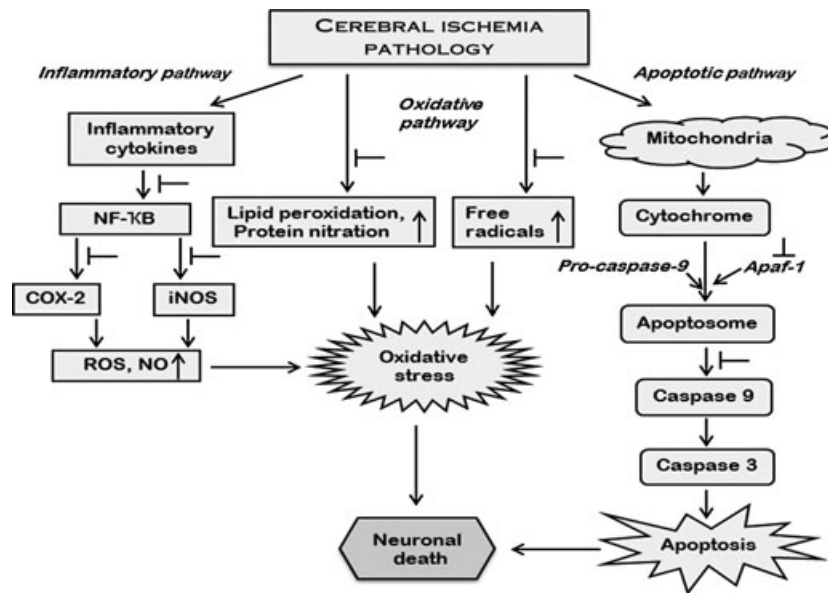 CEREBRAL ISCHEMIA
PATHOLOGY
Inflammatory pathway
Apoptotic pathway
Oxidative
pathway
Inflammatory
cytokines
Mitochondria
NF-ҠB
Lipid peroxidation,
Protein nitration
Free
radicals
Cytochrome
Pro-caspase-9
Apaf-1
COX-2
iNOS
Apoptosome
ROS, NO
Oxidative
stress
Caspase 9
Caspase 3
Neuronal
death
Apoptosis